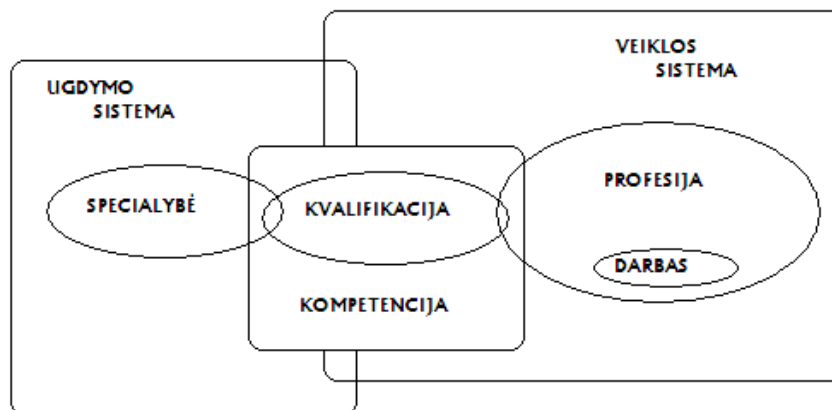 UGDYMO
SISTEMA
VEIKLOS
SISTEMA
SPECIALYBĖ
KVALIFIKACIJA
PROFESIJA
DARBAS
KOMPETENCIJA